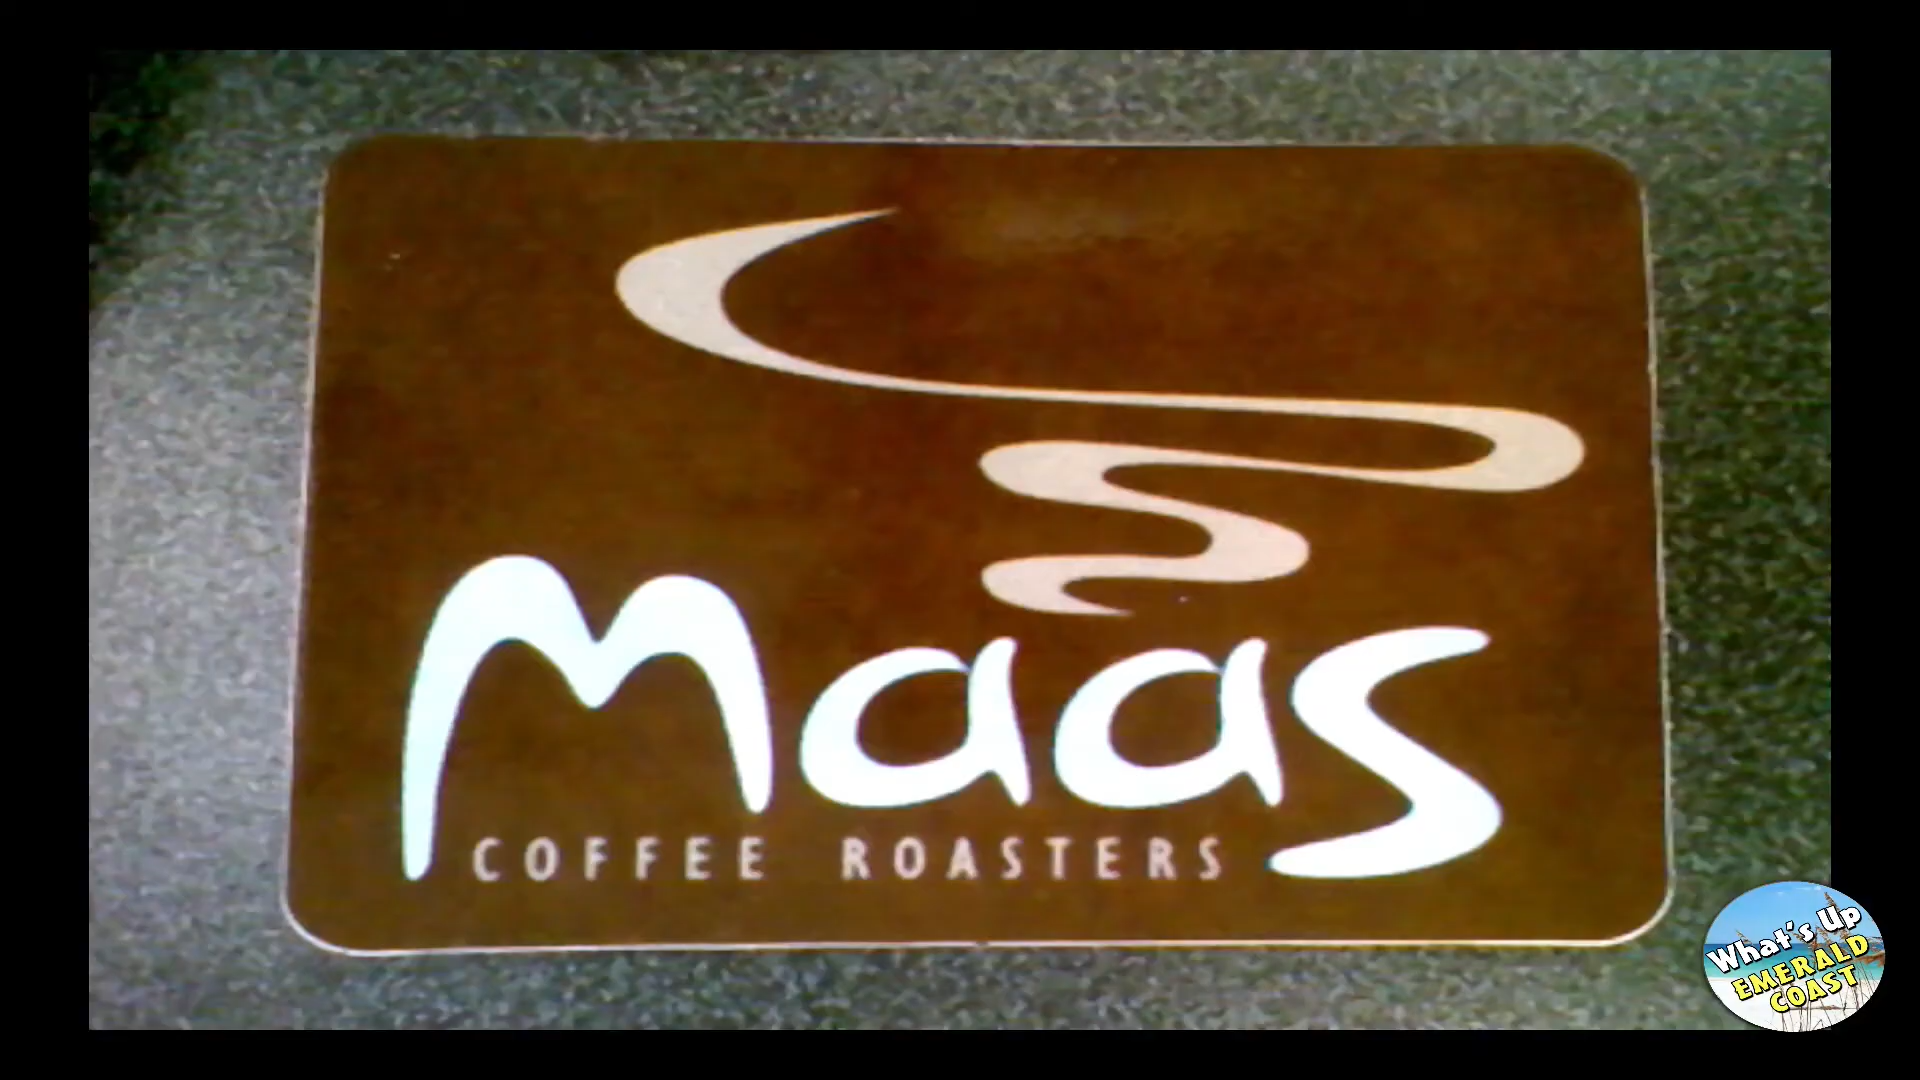 Maas
COFFEE ROASTERS
What's Up
EMERALD
COAST